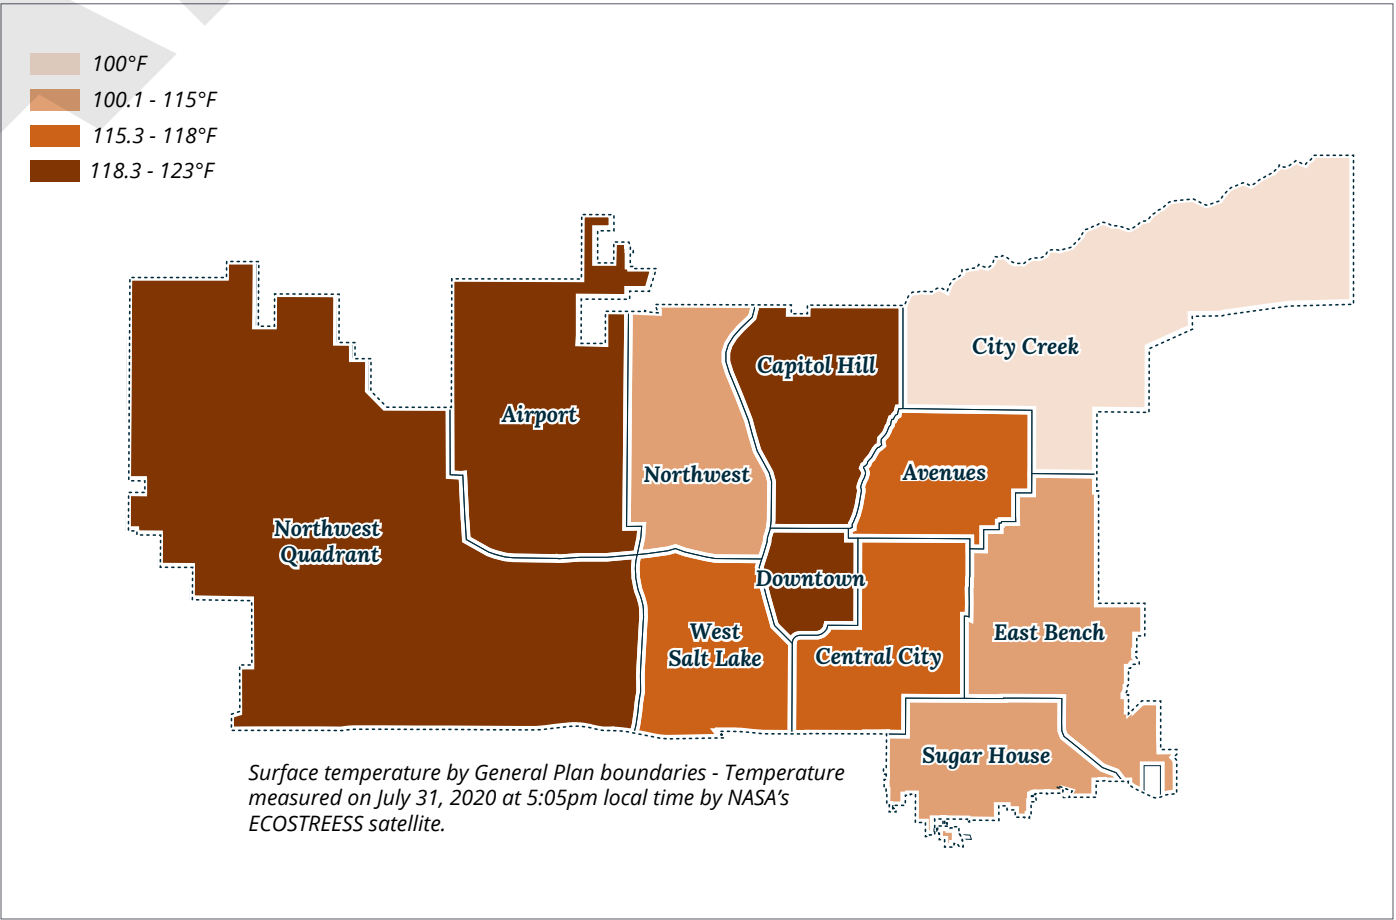 100°F
100.1 - 115°F
115.3 - 118°F
118.3 - 123°F
City Creek
Capitol Hill
Airport
Avenues
Northwest
Northwest
Quadrant
Downtown
West
Salt Lake
East Bench
Central City
Sugar House
Surface temperature by General Plan boundaries - Temperature
measured on July 31, 2020 at 5:05pm local time by NASA’s
ECOSTREESS satellite.